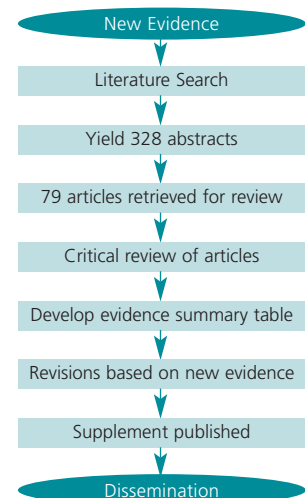 New Evidence
Literature Search
Yield 328 abstracts
79 articles retrieved for review
Critical review of articles
Develop evidence summary table
Revisions based on new evidence
Supplement published
Dissemination